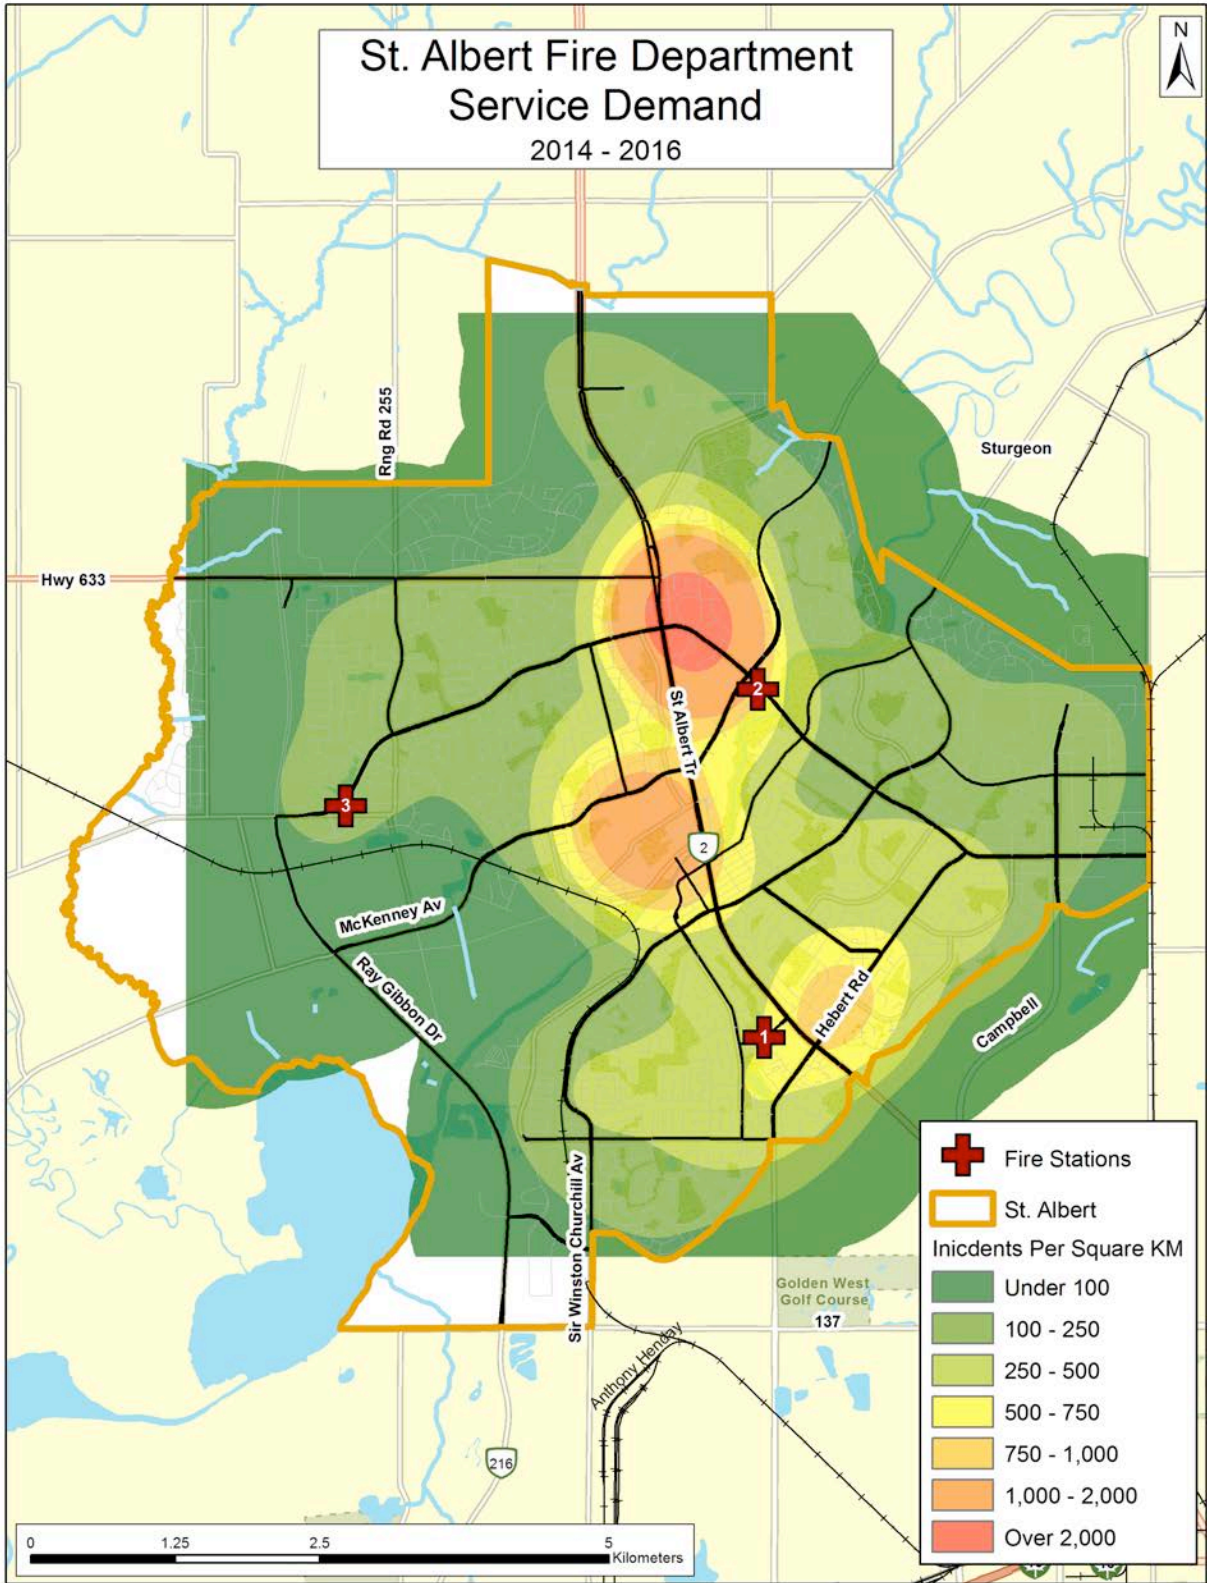 St. Albert Fire Department
Service Demand
2014 - 2016
N
Rng Rd 255
Sturgeon
Hwy 633
2
St Albert Tr
3
2
McKenney Av
Ray Gibbon Dr
Hebert Rd
1
Campbell
Sir Winston Churchill Av
Golden West
Golf Course
137
Anthony Henday
216
Fire Stations
St. Albert
Inicdents Per Square KM
Under 100
100 - 250
250 - 500
500 - 750
750 - 1,000
1,000 - 2,000
Over 2,000
0 1.25 2.5 5
Kilometers